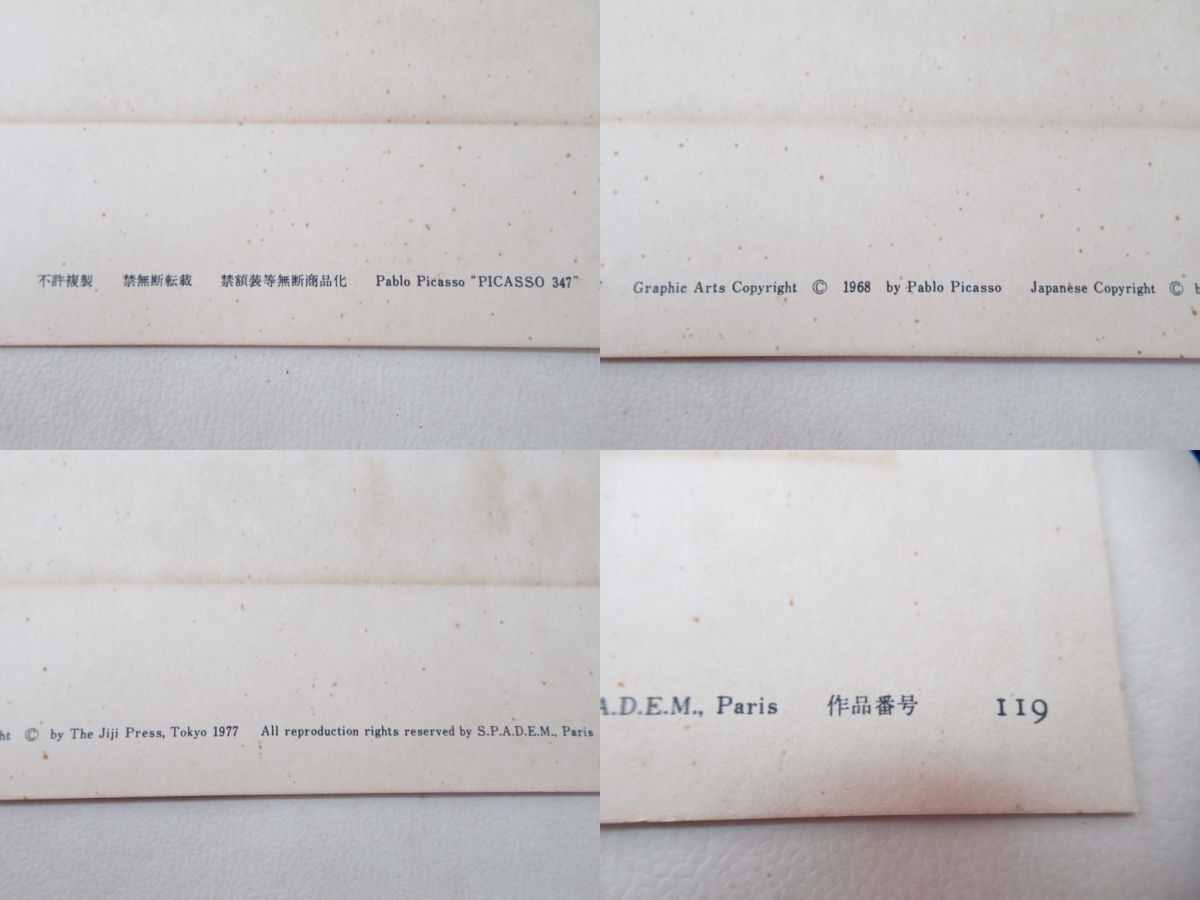 不許複製 禁無断転載 禁額装等無断商品化 Pablo Picasso "PICASSO 347"
Graphic Arts Copyright © 1968 by Pablo Picasso Japanese Copyright © b
ht © by The Jiji Press, Tokyo 1977 All reproduction rights reserved by S.P.A.D.E.M., Paris
A.D.E.M., Paris 作品番号 119